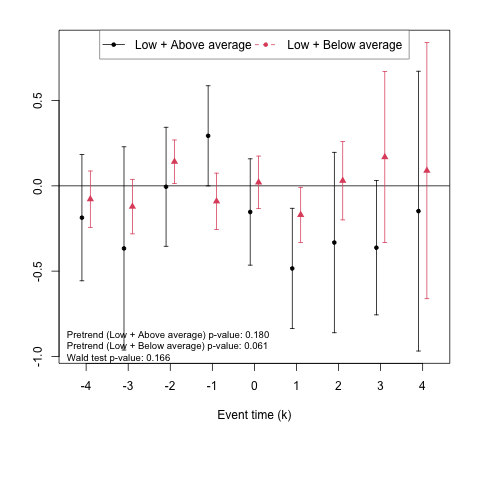 Low + Above average Low + Below average
0.5
0.0
-0.5
-1.0
Pretrend (Low + Above average) p-value: 0.180
Pretrend (Low + Below average) p-value: 0.061
Wald test p-value: 0.166
-4 -3 -2 -1 0 1 2 3 4
Event time (k)